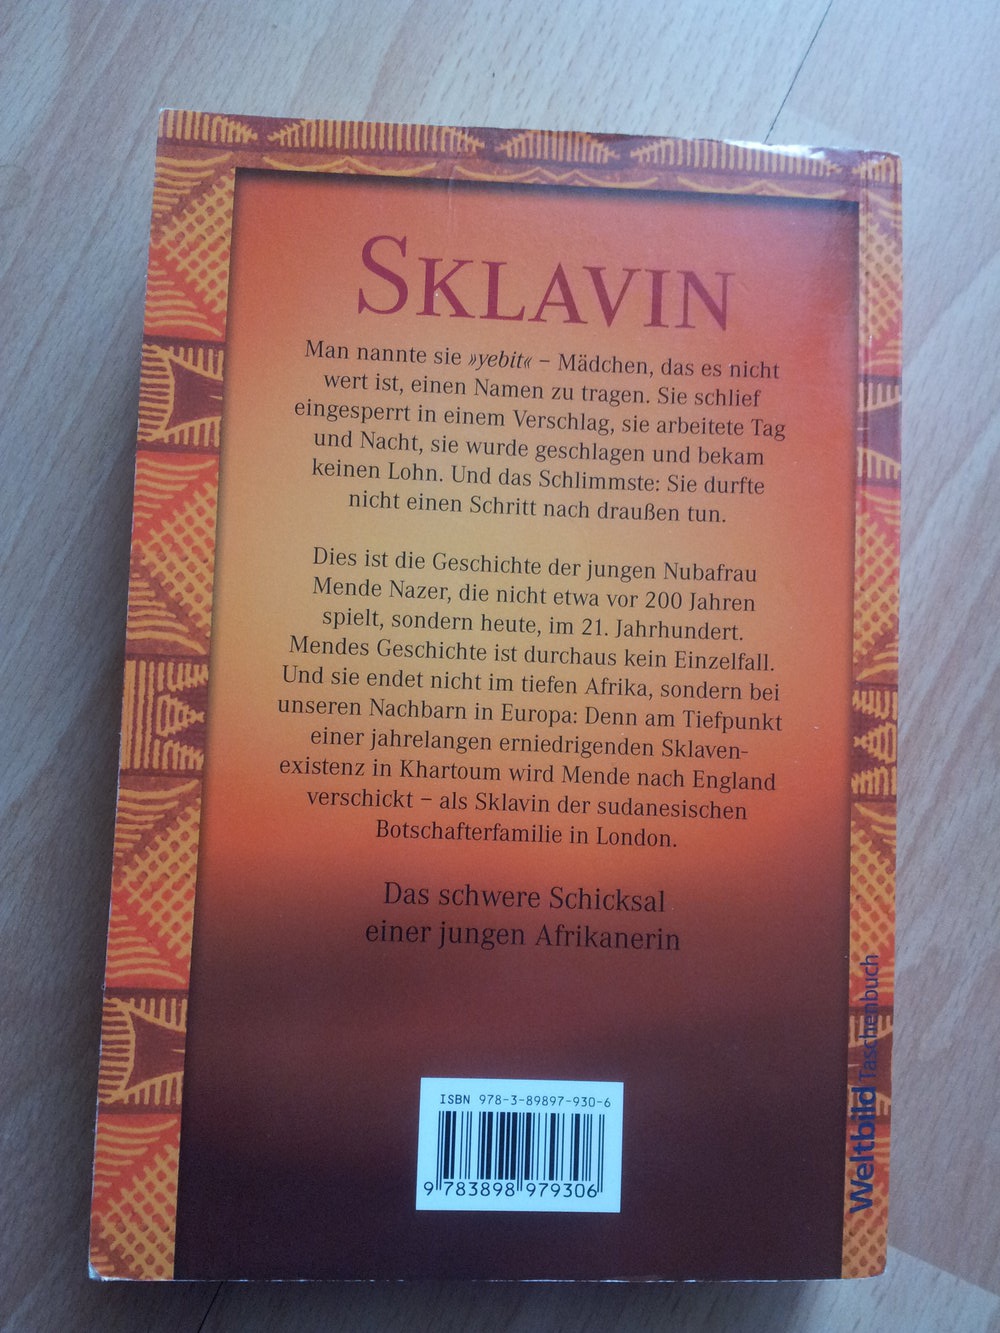 SKLAVIN
Man nannte sie »yebit« – Mädchen, das es nicht
wert ist, einen Namen zu tragen. Sie schlief
eingesperrt in einem Verschlag, sie arbeitete Tag
und Nacht, sie wurde geschlagen und bekam
keinen Lohn. Und das Schlimmste: Sie durfte
nicht einen Schritt nach draußen tun.
Dies ist die Geschichte der jungen Nubafrau
Mende Nazer, die nicht etwa vor 200 Jahren
spielt, sondern heute, im 21. Jahrhundert.
Mendes Geschichte ist durchaus kein Einzelfall.
Und sie endet nicht im tiefen Afrika, sondern bei
unseren Nachbarn in Europa: Denn am Tiefpunkt
einer jahrelangen erniedrigenden Sklaven-
existenz in Khartoum wird Mende nach England
verschickt – als Sklavin der sudanesischen
Botschafterfamilie in London.
Das schwere Schicksal
einer jungen Afrikanerin
Weltbild Taschenbuch
ISBN 978-3-89897-930-6
9 783898 979306